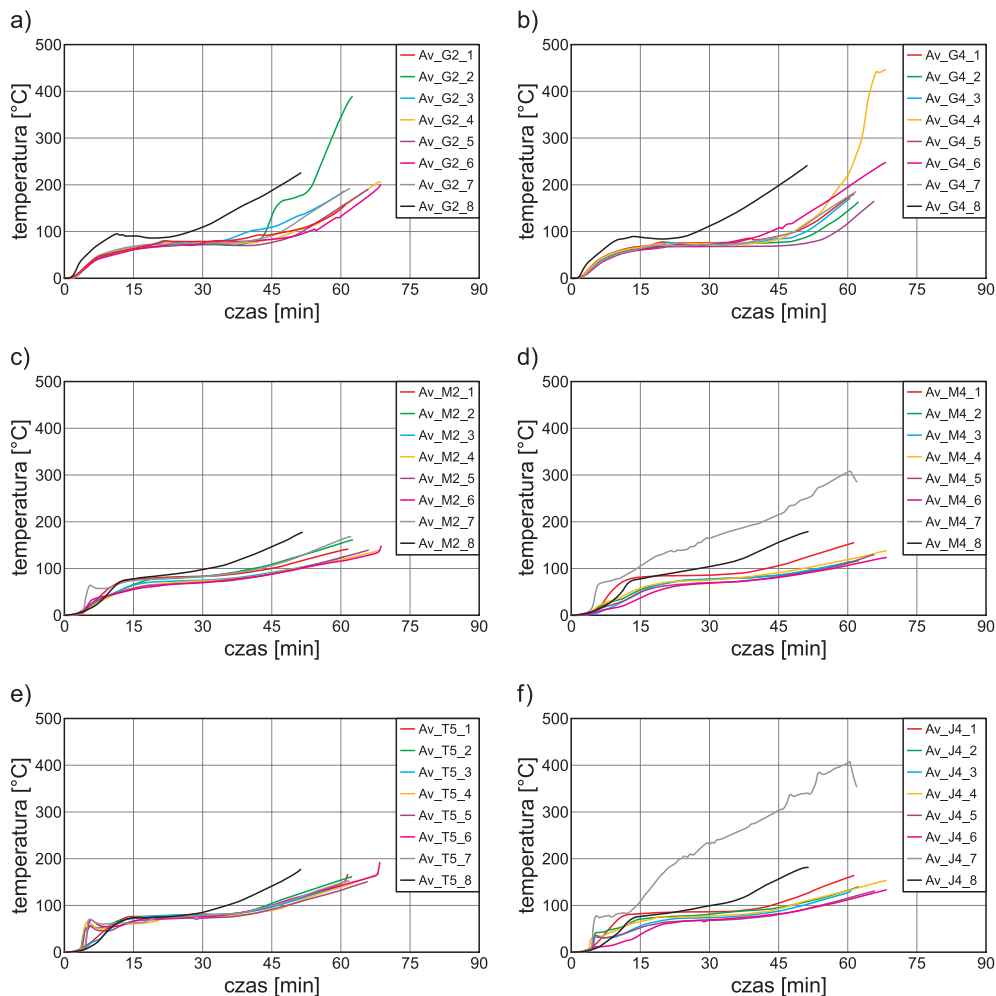 a)
temperatura [°C]
500
400
300
200
100
0
0 15 30 45 60 75 90
czas [min]
Av_G2_1
Av_G2_2
Av_G2_3
Av_G2_4
Av_G2_5
Av_G2_6
Av_G2_7
Av_G2_8
b)
temperatura [°C]
500
400
300
200
100
0
0 15 30 45 60 75 90
czas [min]
Av_G4_1
Av_G4_2
Av_G4_3
Av_G4_4
Av_G4_5
Av_G4_6
Av_G4_7
Av_G4_8
c)
temperatura [°C]
500
400
300
200
100
0
0 15 30 45 60 75 90
czas [min]
Av_M2_1
Av_M2_2
Av_M2_3
Av_M2_4
Av_M2_5
Av_M2_6
Av_M2_7
Av_M2_8
d)
temperatura [°C]
500
400
300
200
100
0
0 15 30 45 60 75 90
czas [min]
Av_M4_1
Av_M4_2
Av_M4_3
Av_M4_4
Av_M4_5
Av_M4_6
Av_M4_7
Av_M4_8
e)
temperatura [°C]
500
400
300
200
100
0
0 15 30 45 60 75 90
czas [min]
Av_T5_1
Av_T5_2
Av_T5_3
Av_T5_4
Av_T5_5
Av_T5_6
Av_T5_7
Av_T5_8
f)
temperatura [°C]
500
400
300
200
100
0
0 15 30 45 60 75 90
czas [min]
Av_J4_1
Av_J4_2
Av_J4_3
Av_J4_4
Av_J4_5
Av_J4_6
Av_J4_7
Av_J4_8